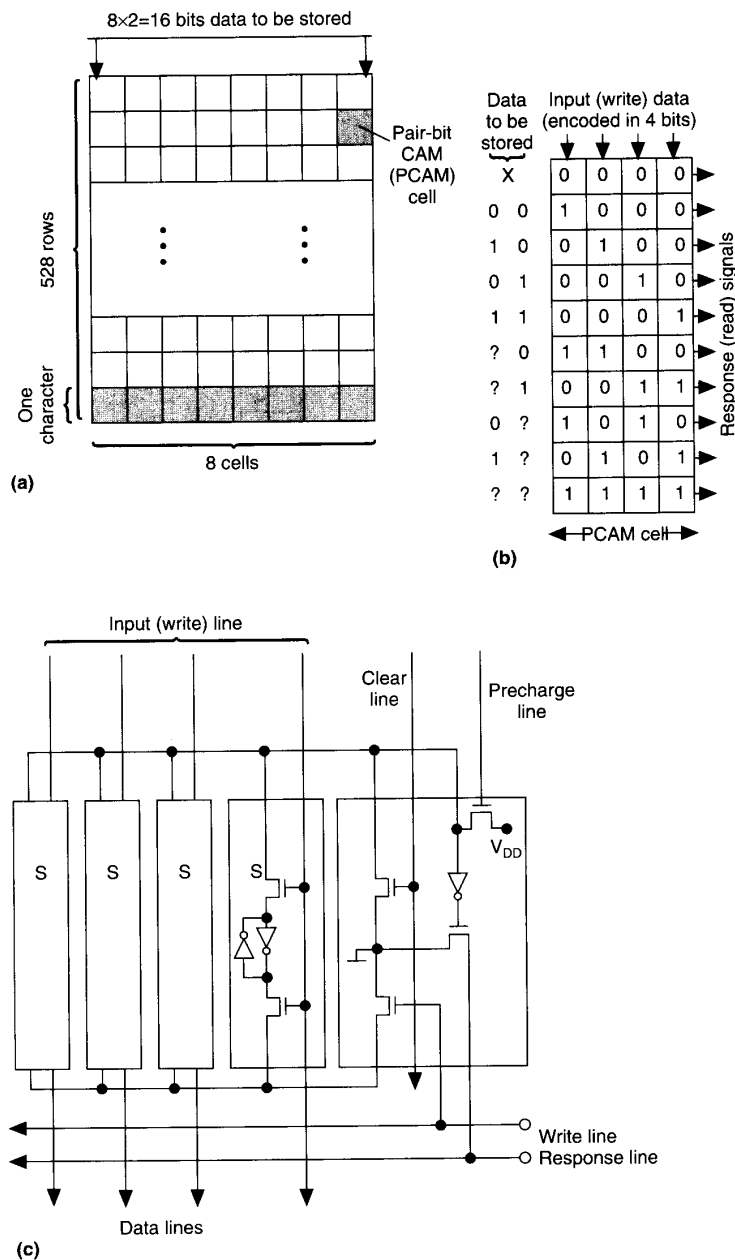 8×2=16 bits data to be stored
528 rows
Pair-bit
CAM
(PCAM)
cell
One
character
8 cells
(a)
Data
to be
stored
Input (write) data
(encoded in 4 bits)
X 0 0 0 0
0 0 1 0 0 0
1 0 0 1 0 0
0 1 0 0 1 0
1 1 0 0 0 1
? 0 1 1 0 0
? 1 0 0 1 1
0 ? 1 0 1 0
1 ? 0 1 0 1
? ? 1 1 1 1
Response (read) signals
PCAM cell
(b)
Input (write) line
Clear
line
Precharge
line
S S S S
VDD
Write line
Response line
Data lines
(c)